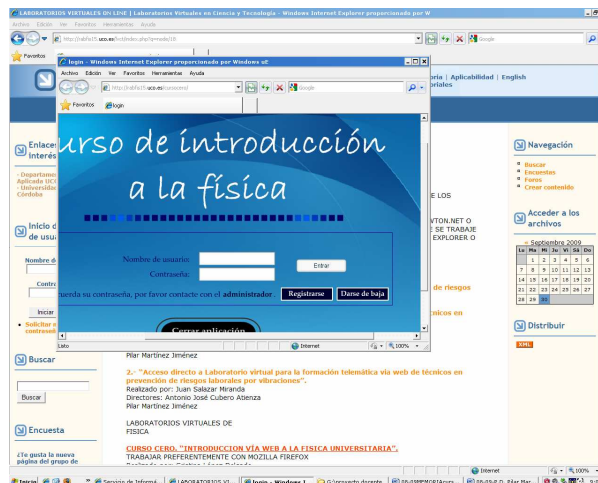 LABORATORIOS VIRTUALES ON LINE | Laboratorios Virtuales en Ciencia y Tecnología - Windows Internet Explorer proporcionado por W
Archivo Edición Ver Favoritos Herramientas Ayuda
Google
Favoritos
login - Windows Internet Explorer proporcionado por Windows uE
Archivo Edición Ver Favoritos Herramientas Ayuda
Google
Favoritos login
urso de introducción
a la física
Nombre de usuario:
Contraseña:
Entrar
cuerda su contraseña, por favor contacte con el administrador .
Registrarse
Darse de baja
Cerrar aplicación
Listo
Internet
100%
oria | Aplicabilidad | English
oriales
Enlaces
Interés
- Departame
Aplicada UCO
- Universidad
Córdoba
Inicio d
de usua
Nombre d
Contra
Iniciar
Solicitar n
contraseñ
Buscar
Buscar
Encuesta
¿Te gusta la nueva
página del grupo de
E LOS
WTON.NET O
E SE TRABAJE
EXPLORER O
de riesgos
cnicos en
Pilar Martínez Jiménez
2.- "Acceso directo a Laboratorio virtual para la formación telemática vía web de técnicos en
prevención de riesgos laborales por vibraciones".
Realizado por: Juan Salazar Miranda
Directores: Antonio José Cubero Atienza
Pilar Martínez Jiménez
LABORATORIOS VIRTUALES DE
FISICA
CURSO CERO. "INTRODUCCION VÍA WEB A LA FISICA UNIVERSITARIA".
TRABAJAR PREFERENTEMENTE CON MOZILLA FIREFOX
Navegación
Buscar
Encuestas
Foros
Crear contenido
Acceder a los
archivos
« Septiembre 2009
Lu Ma Mi Ju Vi Sá Do
1 2 3 4 5 6
7 8 9 10 11 12 13
14 15 16 17 18 19 20
21 22 23 24 25 26 27
28 29 30
Distribuir
XML
Internet
100%
Inicio
Servicio de Informá
LABORATORIOS VI
login - Windows I
G:\proyecto docente